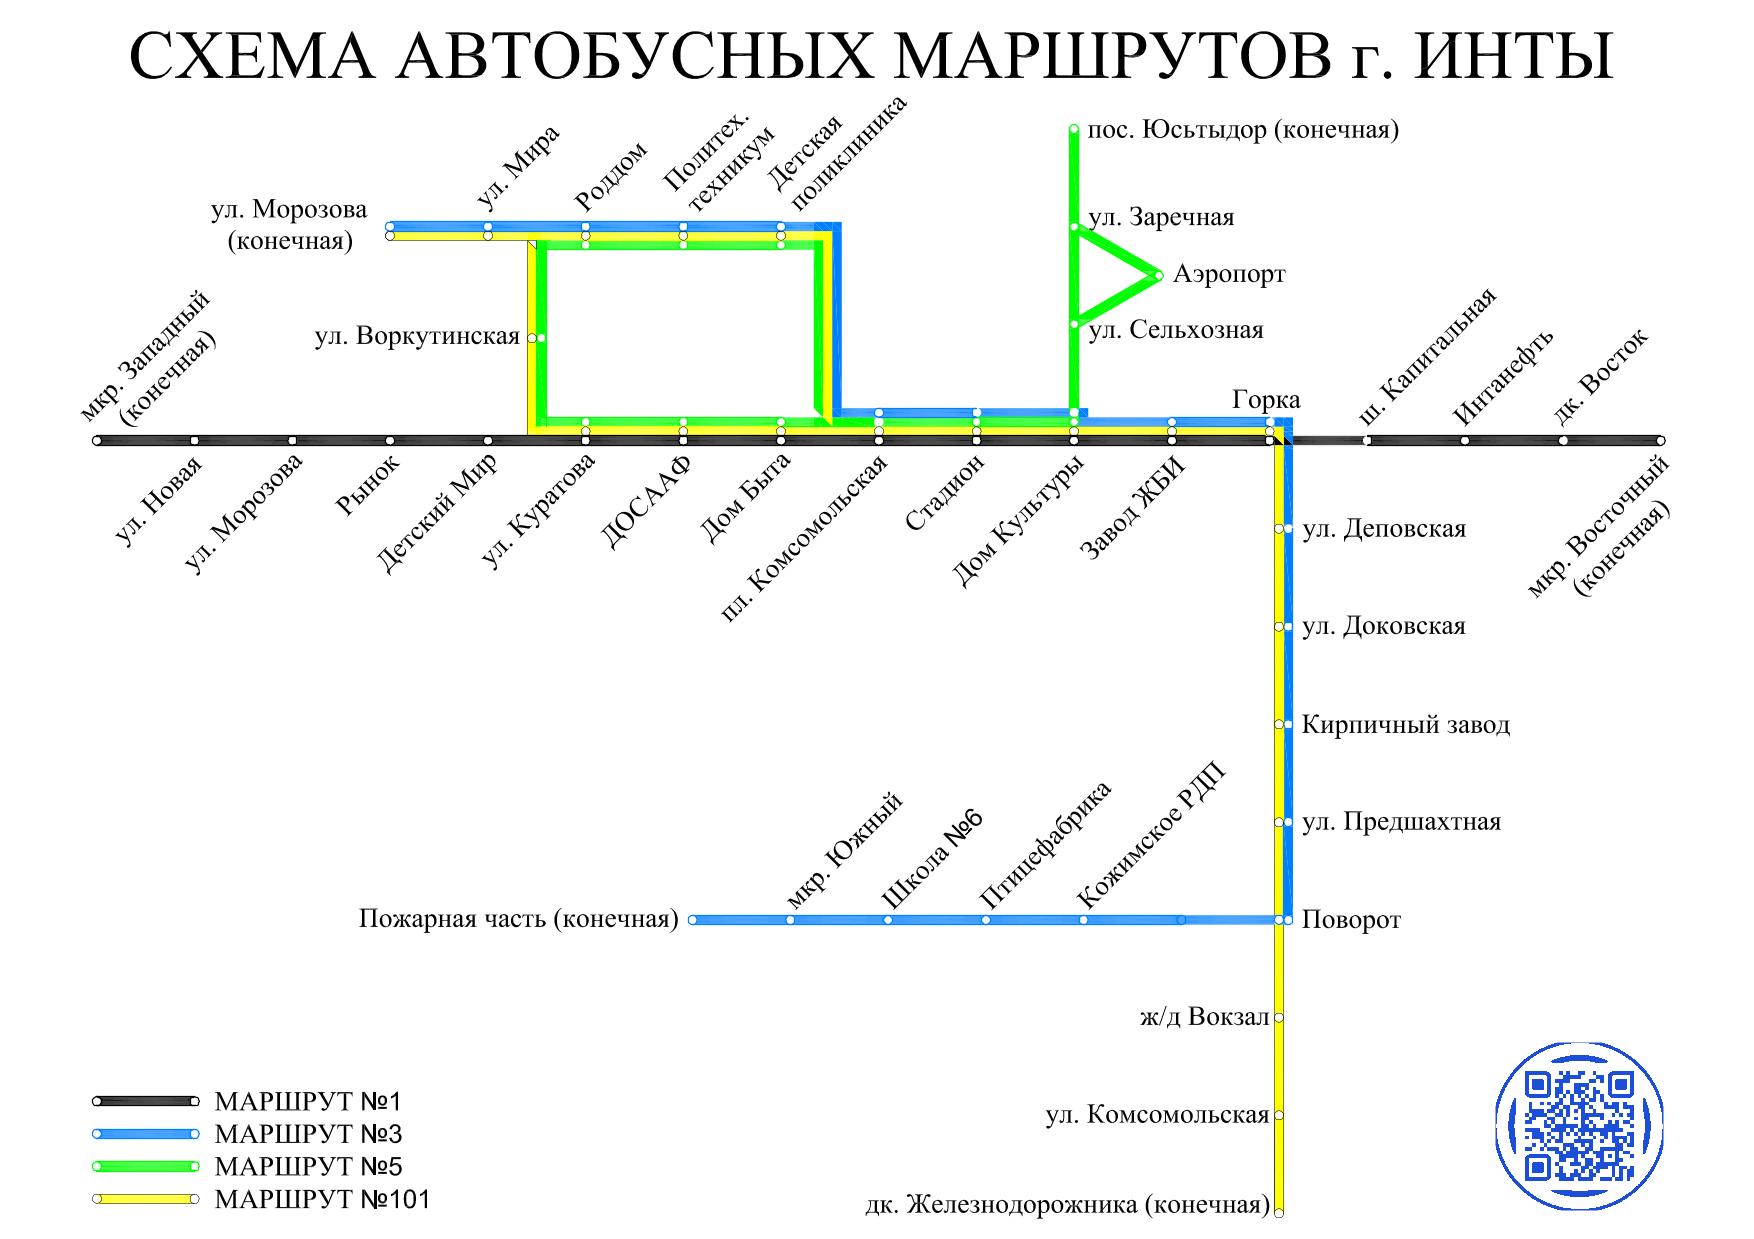 СХЕМА АВТОБУСНЫХ МАРШРУТОВ г. ИНТЫ
ул. Морозова
(конечная)
ул. Мира
Роддом
Политех.
техникум
Детская
поликлиника
пос. Юсьтыдор (конечная)
ул. Заречная
Аэропорт
ул. Сельхозная
ул. Воркутинская
мкр. Западный
(конечная)
Горка
ш. Капитальная
Интанефть
дк. Восток
ул. Новая
ул. Морозова
Рынок
Детский Мир
ул. Куратова
ДОСААФ
Дом Быта
пл. Комсомольская
Стадион
Дом Культуры
Завод ЖБИ
мкр. Восточный
(конечная)
ул. Деповская
ул. Доковская
Кирпичный завод
ул. Предшахтная
Поворот
мкр. Южный
Школа №6
Птицефабрика
Кожимское РДП
Пожарная часть (конечная)
ж/д Вокзал
ул. Комсомольская
дк. Железнодорожника (конечная)
МАРШРУТ №1
МАРШРУТ №3
МАРШРУТ №5
МАРШРУТ №101